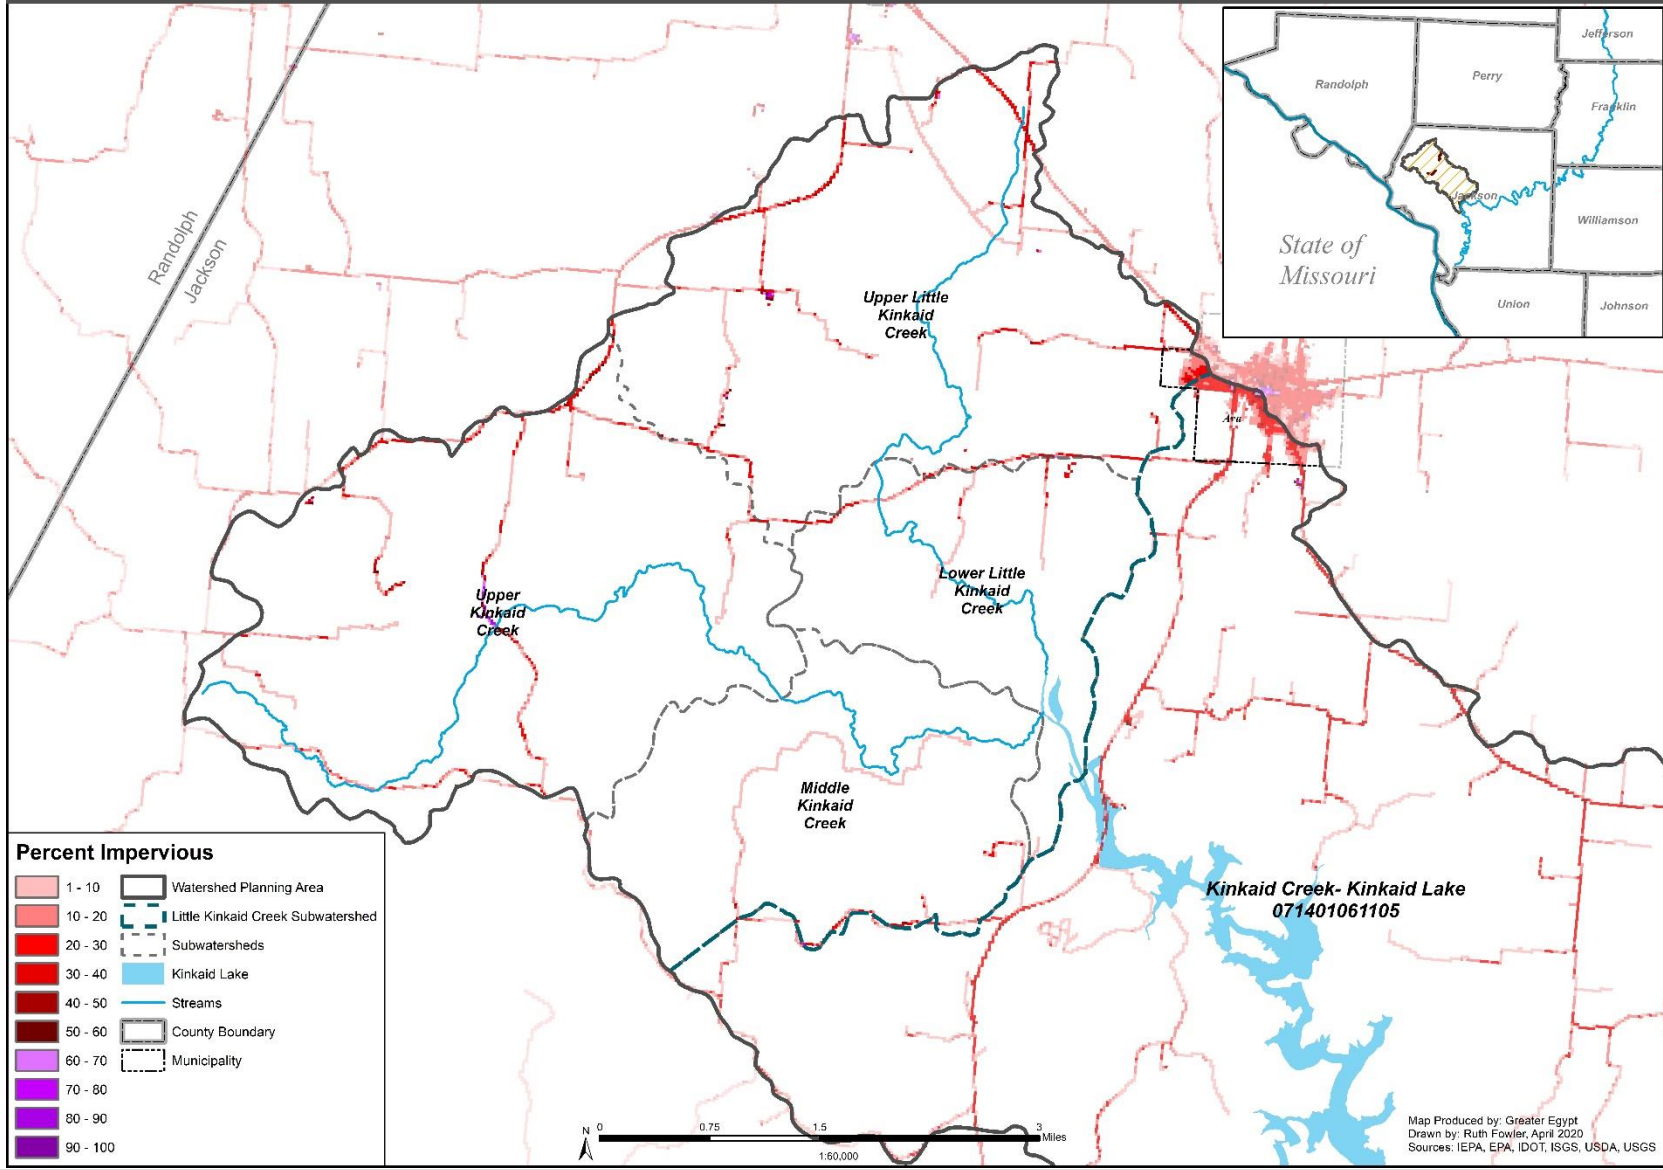 Jefferson
Randolph
Perry
Franklin
Jackson
Williamson
State of
Missouri
Union
Johnson
Randolph
Jackson
Upper Little
Kinkaid
Creek
Ava
Lower Little
Kinkaid
Creek
Upper
Kinkaid
Creek
Middle
Kinkaid
Creek
Kinkaid Creek- Kinkaid Lake
071401061105
Percent Impervious
1 - 10
Watershed Planning Area
10 - 20
Little Kinkaid Creek Subwatershed
20 - 30
Subwatersheds
30 - 40
Kinkaid Lake
40 - 50
Streams
50 - 60
County Boundary
60 - 70
Municipality
70 - 80
80 - 90
90 - 100
N
0 0.75 1.5 3
Miles
1:60,000
Map Produced by: Greater Egypt
Drawn by: Ruth Fowler, April 2020
Sources: IEPA, EPA, IDOT, ISGS, USDA, USGS